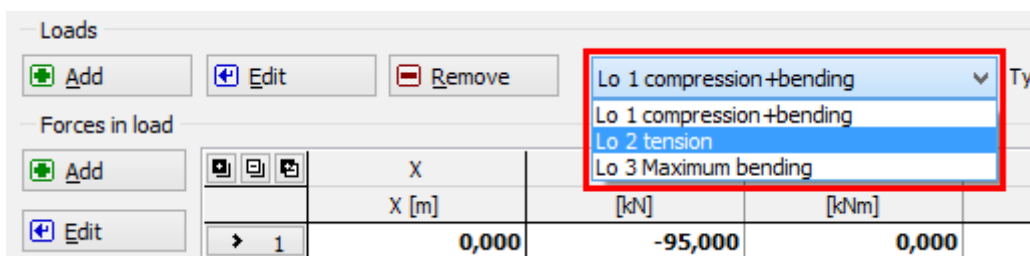 Loads
Add Edit Remove Lo 1 compression+bending Ty
Lo 1 compression+bending
Forces in load
Lo 2 tension
Lo 3 Maximum bending
Add X
X [m] [kN] [kNm]
Edit
1 0,000 -95,000 0,000